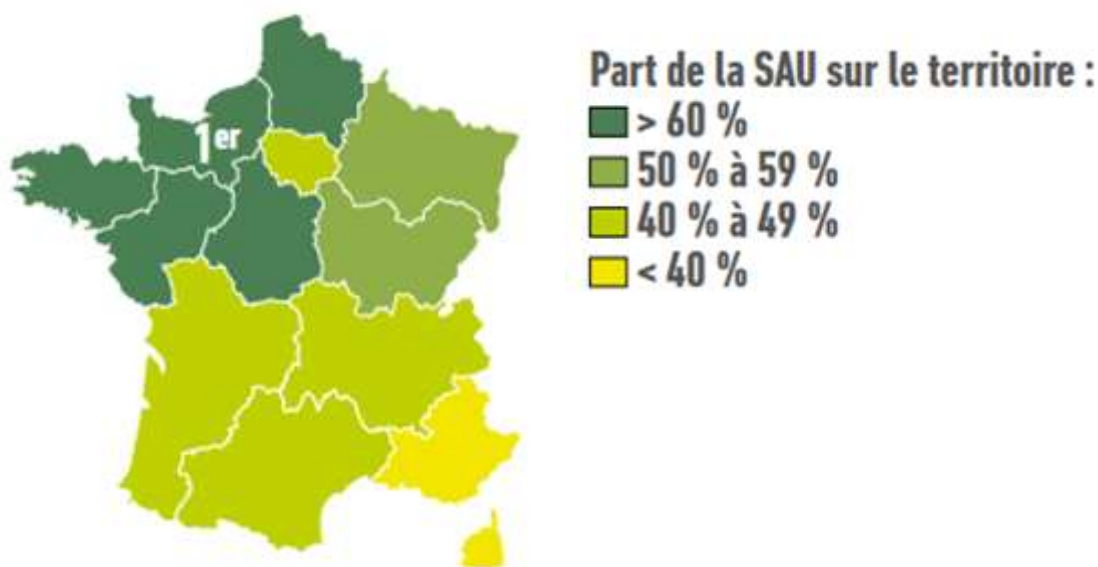 1er
Part de la SAU sur le territoire :
> 60 %
50 % à 59 %
40 % à 49 %
< 40 %